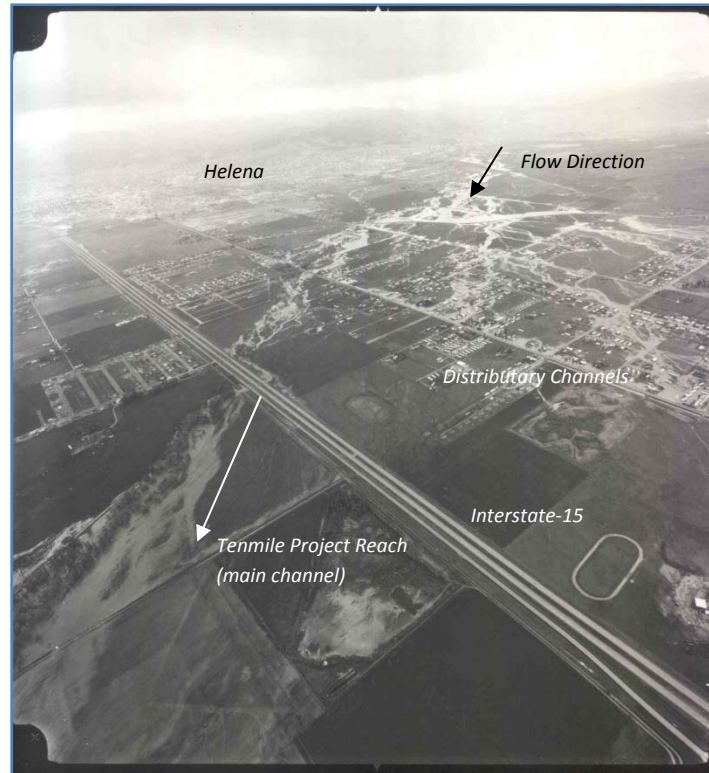 Helena
Flow Direction
Distributary Channels
Interstate-15
Tenmile Project Reach
(main channel)